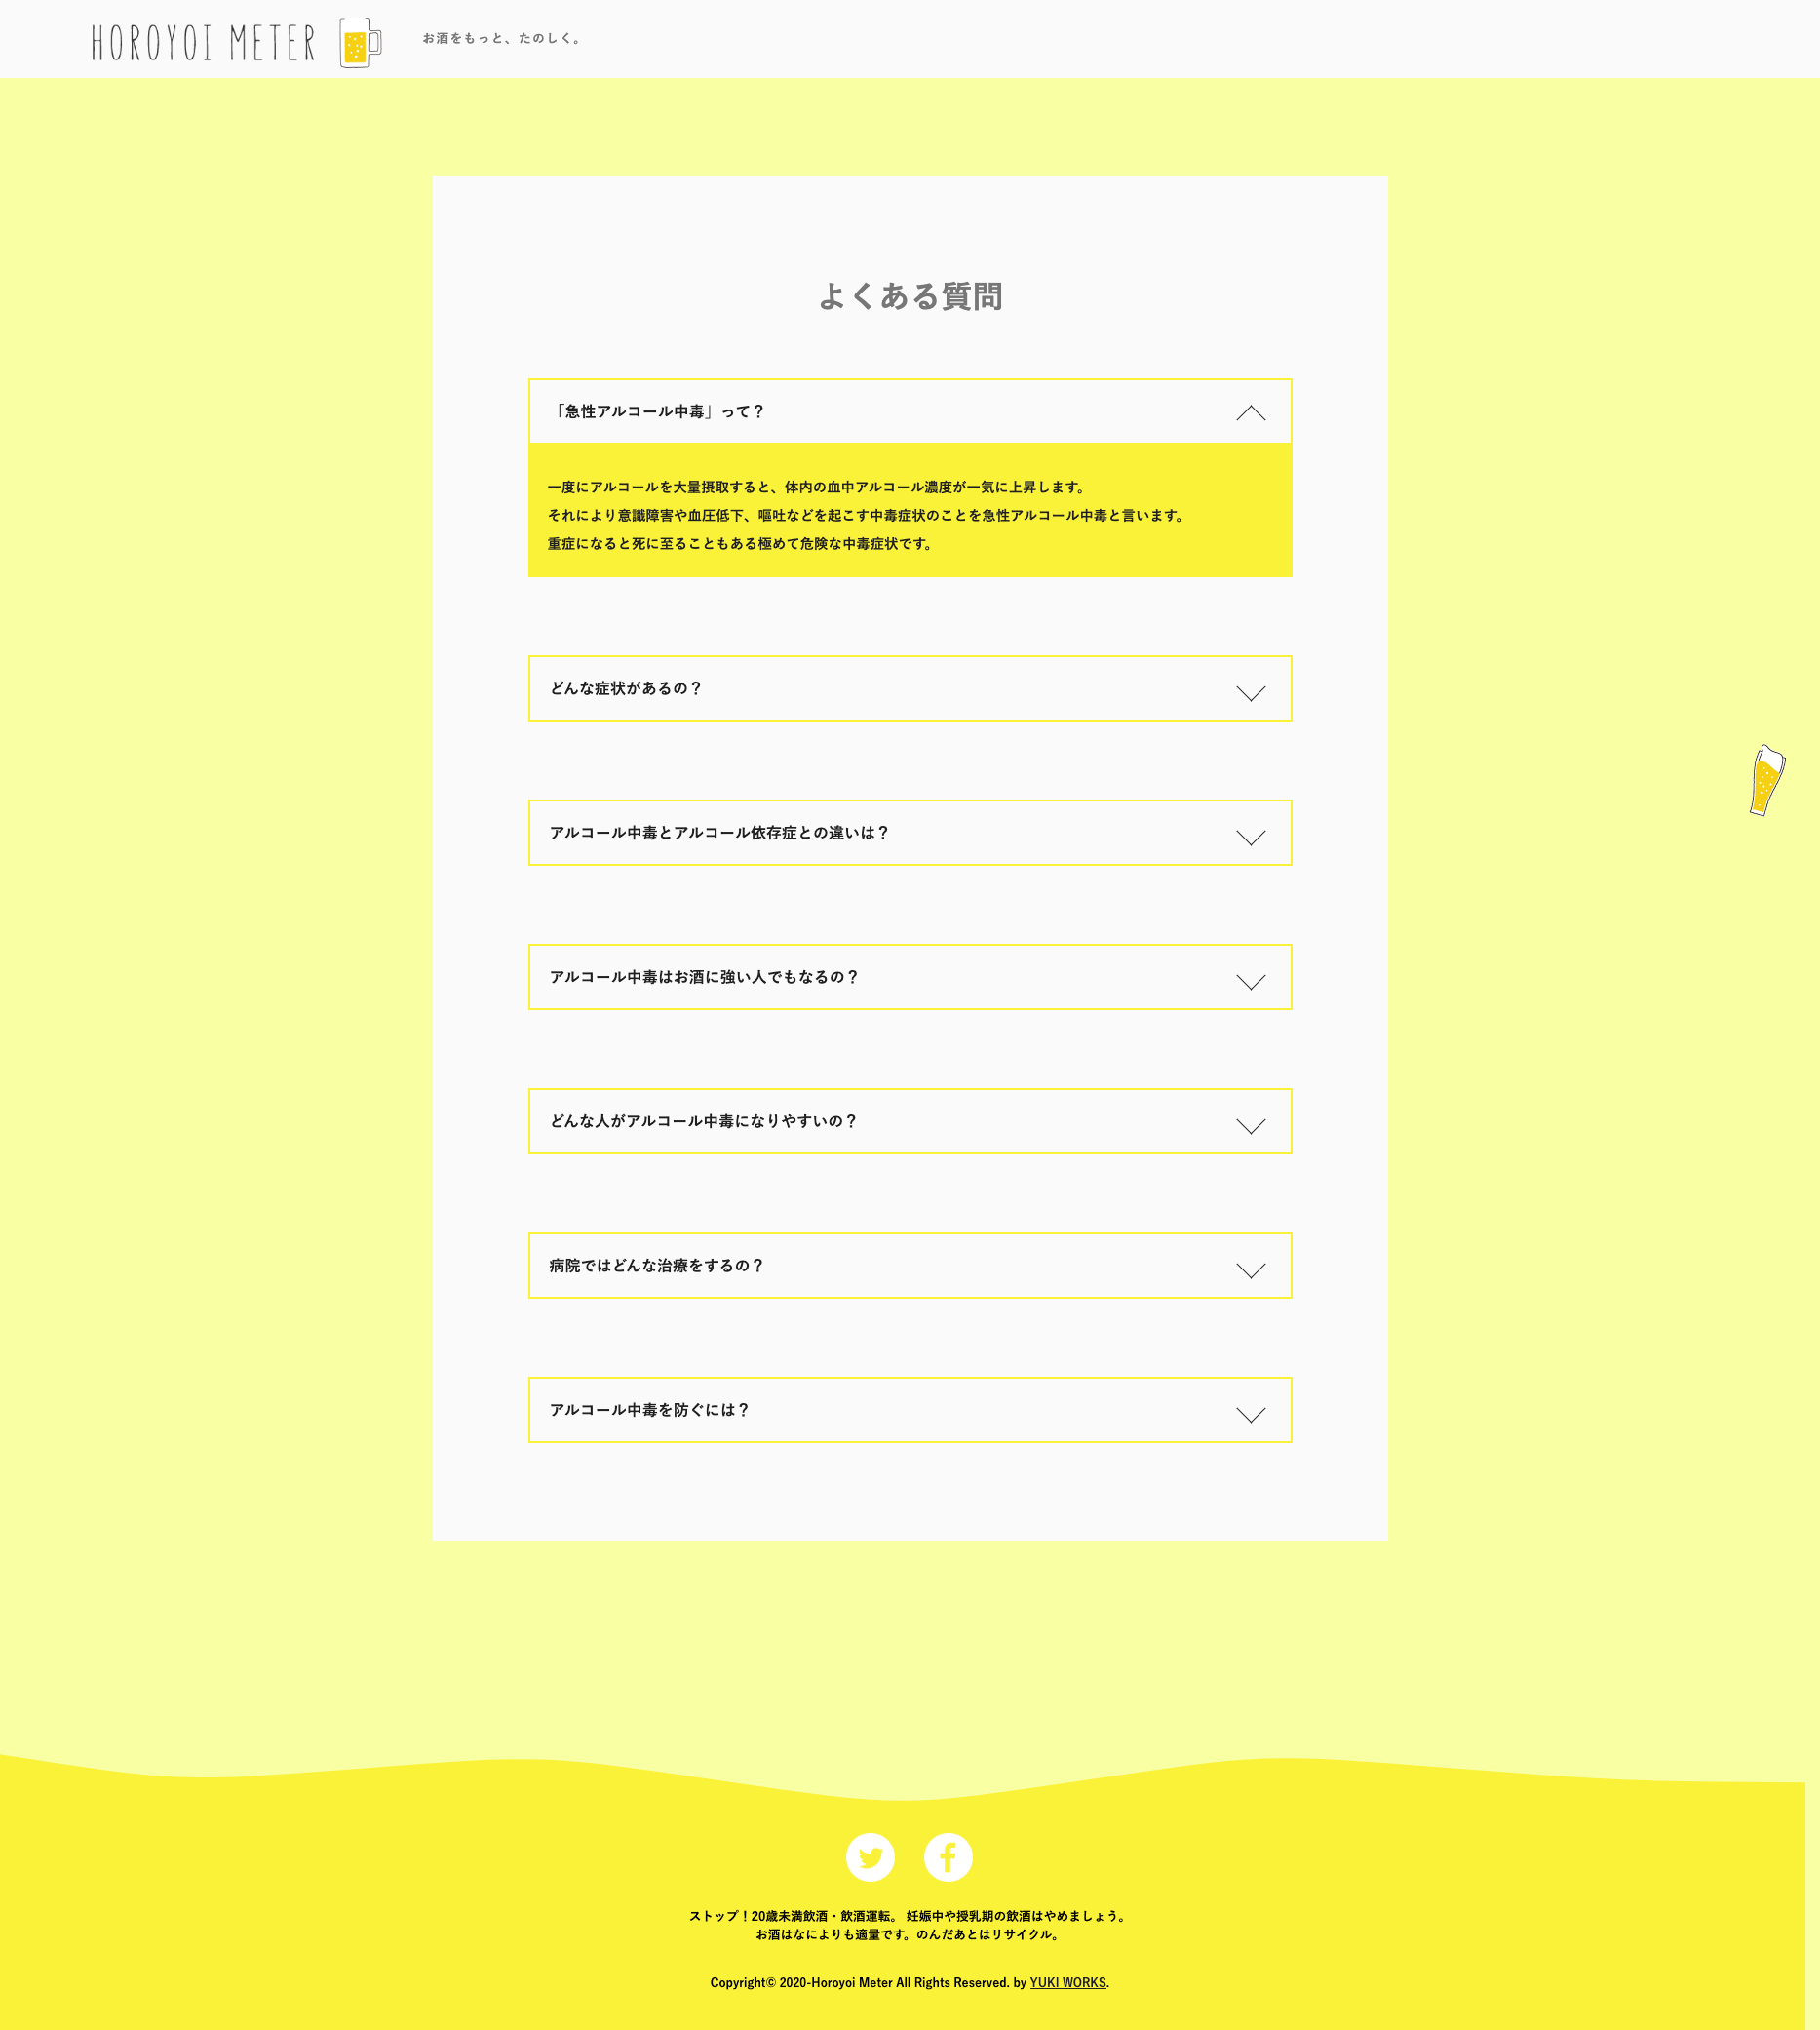 HOROYOI METER
お酒をもっと、たのしく。
よくある質問
「急性アルコール中毒」って？
一度にアルコールを大量摂取すると、体内の血中アルコール濃度が一気に上昇します。
それにより意識障害や血圧低下、嘔吐などを起こす中毒症状のことを急性アルコール中毒と言います。
重症になると死に至ることもある極めて危険な中毒症状です。
どんな症状があるの？
アルコール中毒とアルコール依存症との違いは？
アルコール中毒はお酒に強い人でもなるの？
どんな人がアルコール中毒になりやすいの？
病院ではどんな治療をするの？
アルコール中毒を防ぐには？
ストップ！20歳未満飲酒・飲酒運転。 妊娠中や授乳期の飲酒はやめましょう。
お酒はなによりも適量です。のんだあとはリサイクル。
Copyright© 2020-Horoyoi Meter All Rights Reserved. by YUKI WORKS.